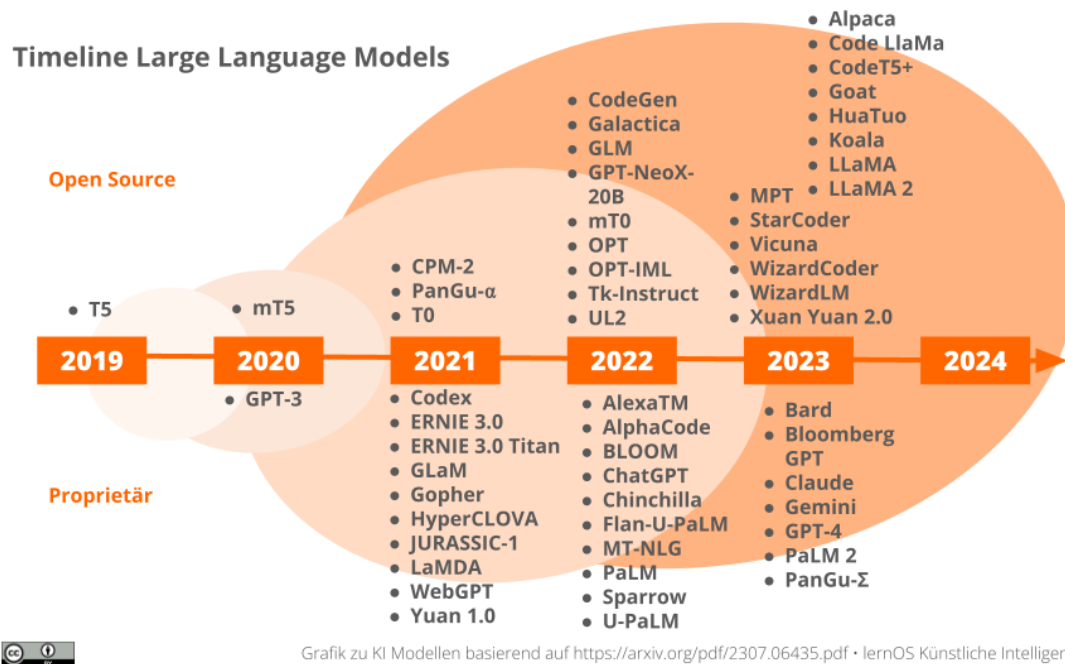 Timeline Large Language Models
Open Source
Proprietär
• T5
2019
• mT5
2020
• GPT-3
• CPM-2
• PanGu-α
• T0
2021
• Codex
• ERNIE 3.0
• ERNIE 3.0 Titan
• GLaM
• Gopher
• HyperCLOVA
• JURASSIC-1
• LaMDA
• WebGPT
• Yuan 1.0
• CodeGen
• Galactica
• GLM
• GPT-NeoX-
20B
• mT0
• OPT
• OPT-IML
• Tk-Instruct
• UL2
2022
• AlexaTM
• AlphaCode
• BLOOM
• ChatGPT
• Chinchilla
• Flan-U-PaLM
• MT-NLG
• PaLM
• Sparrow
• U-PaLM
• Alpaca
• Code LlaMa
• CodeT5+
• Goat
• HuaTuo
• Koala
• LLaMA
• LLaMA 2
• MPT
• StarCoder
• Vicuna
• WizardCoder
• WizardLM
• Xuan Yuan 2.0
2023
• Bard
• Bloomberg
GPT
• Claude
• Gemini
• GPT-4
• PaLM 2
• PanGu-Σ
2024
cc
Grafik zu KI Modellen basierend auf https://arxiv.org/pdf/2307.06435.pdf • lernOS Künstliche Intelliger